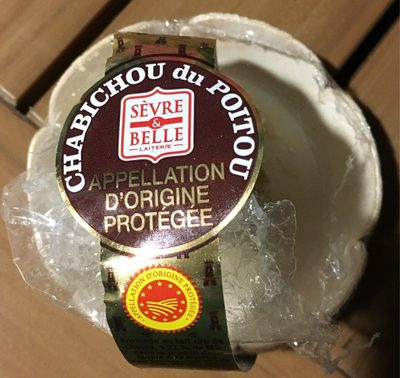 CHABICHOU du POITOU
SÈVRE
&
BELLE
LAITERIE
APPELLATION
D'ORIGINE
PROTÉGÉE
APPELLATION D'ORIGINE PROTÉGÉE